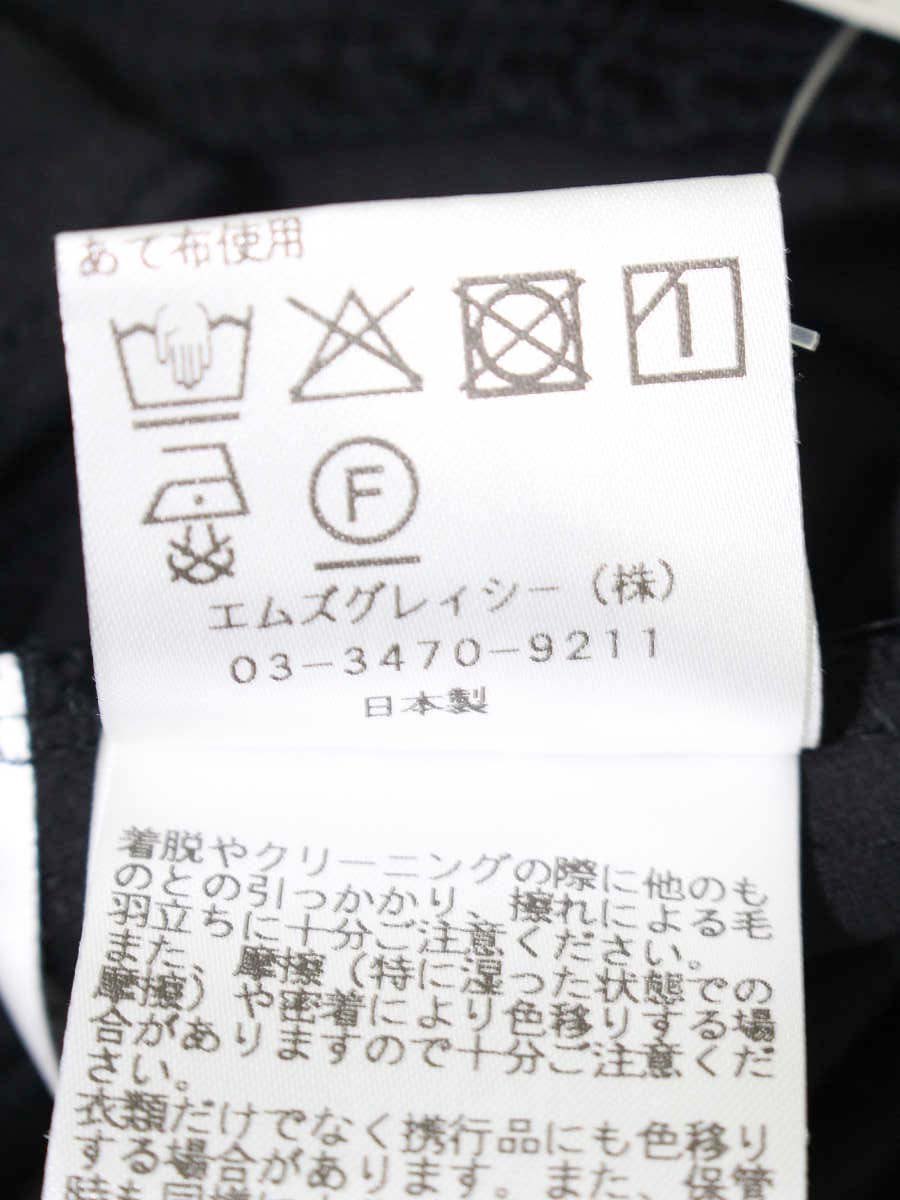 あて布使用
F
エムズグレイシー(株)
03-3470-9211
日本製
着脱やクリーニングの際に他のも
のとの引っかかり、擦れによる毛
羽立ちに十分ご注意ください。
また、摩擦(特に湿った状態での
摩擦)や密着により色移りする場
合がありますので十分ご注意くだ
さい。
衣類だけでなく携行品にも色移り
する場合があります。また、保管
時も同様に